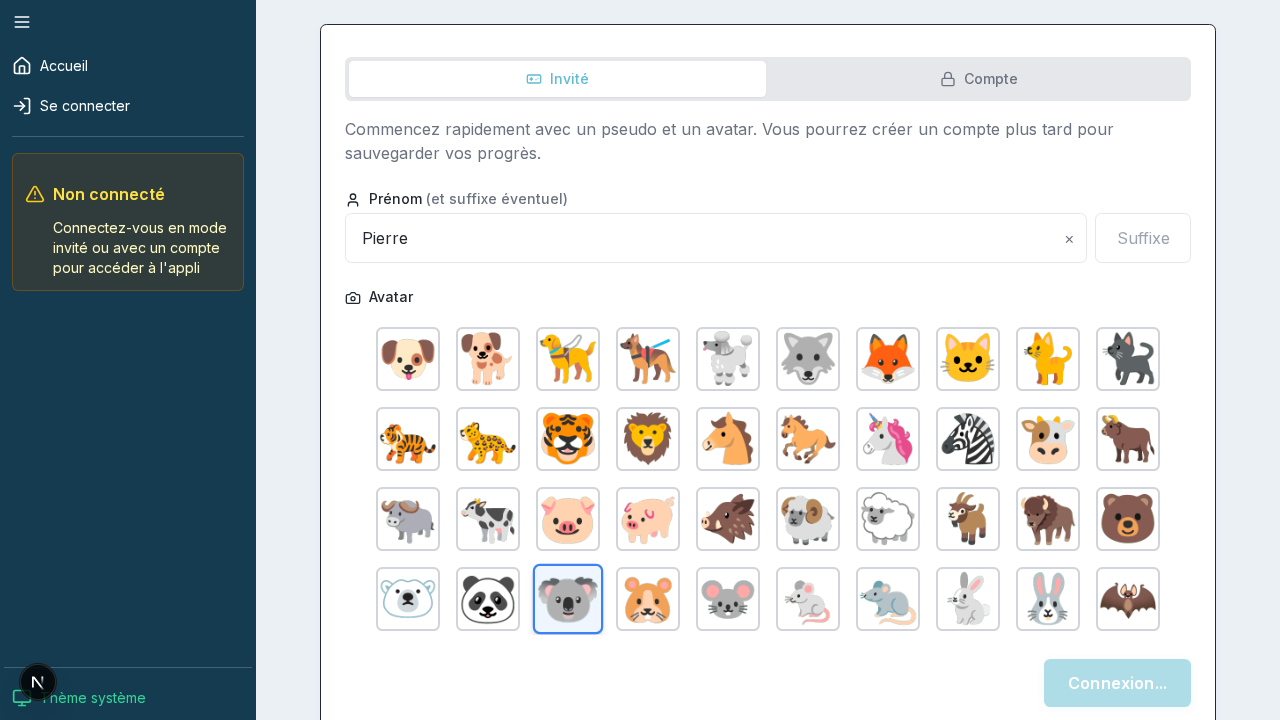 Accueil
Se connecter
Non connecté
Connectez-vous en mode
invité ou avec un compte
pour accéder à l'appli
N
Thème système
Invité
Compte
Commencez rapidement avec un pseudo et un avatar. Vous pourrez créer un compte plus tard pour
sauvegarder vos progrès.
Prénom (et suffixe éventuel)
Pierre
×
Suffixe
Avatar
Connexion...